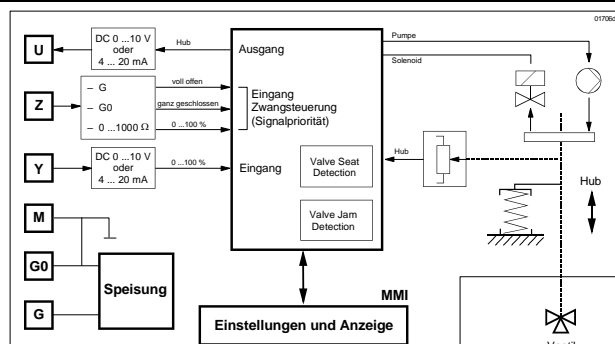 01706d
U
DC 0 ...10 V
oder
4 ... 20 mA
Hub
Ausgang
Pumpe
Solenoid
Z
– G
– G0
– 0 ...1000 Ω
voll offen
ganz geschlossen
0 ...100 %
Eingang
Zwangsteuerung
(Signalpriorität)
Y
DC 0 ...10 V
oder
4 ... 20 mA
0 ...100 %
Eingang
Valve Seat
Detection
Valve Jam
Detection
Hub
Hub
M
G0
G
Speisung
MMI
Einstellungen und Anzeige
Ventil